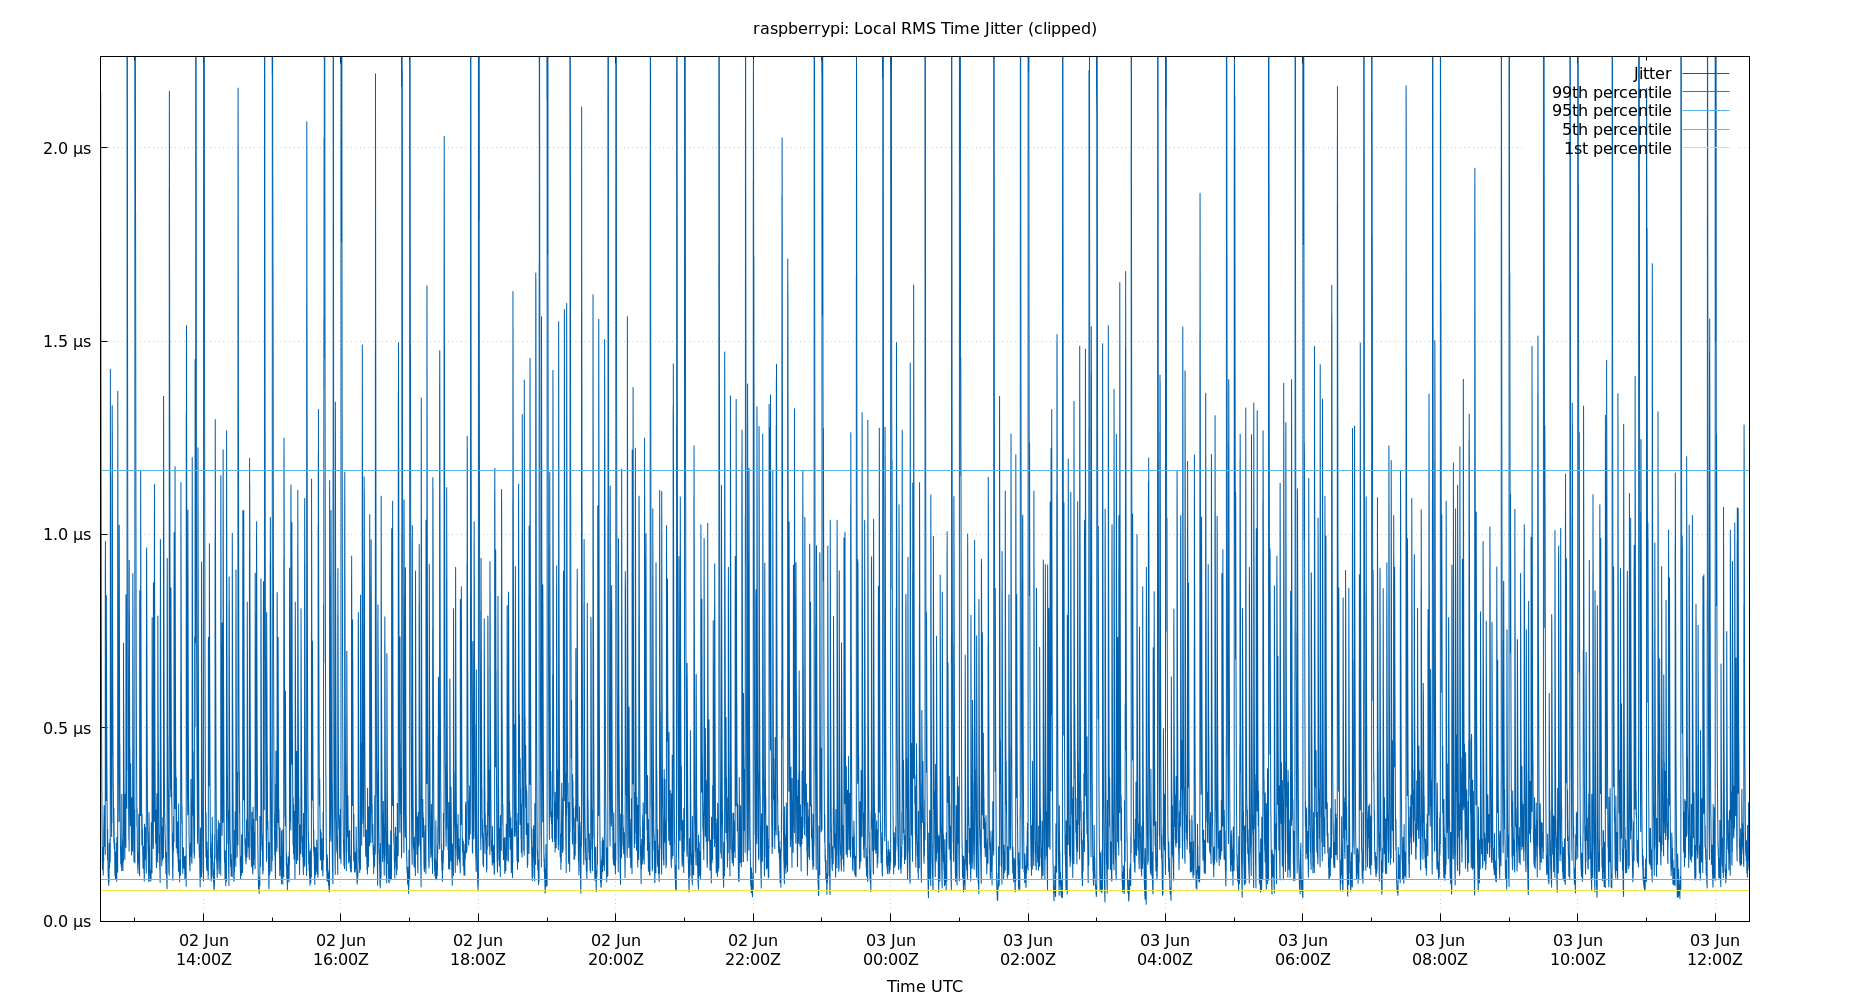 raspberrypi: Local RMS Time Jitter (clipped)
Jitter
99th percentile
95th percentile
5th percentile
1st percentile
2.0 µs
1.5 µs
1.0 µs
0.5 µs
0.0 µs
02 Jun 02 Jun 02 Jun 02 Jun 02 Jun 03 Jun 03 Jun 03 Jun 03 Jun 03 Jun 03 Jun 03 Jun
14:00Z 16:00Z 18:00Z 20:00Z 22:00Z 00:00Z 02:00Z 04:00Z 06:00Z 08:00Z 10:00Z 12:00Z
Time UTC